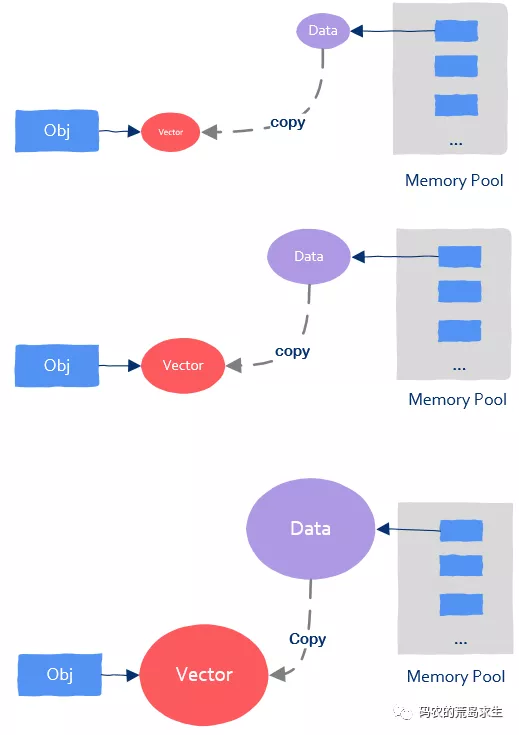 Data
copy
Obj
Vector
...
Memory Pool
Data
copy
Obj
Vector
...
Memory Pool
Data
Copy
Obj
Vector
...
Memory Pool
码农的荒岛求生